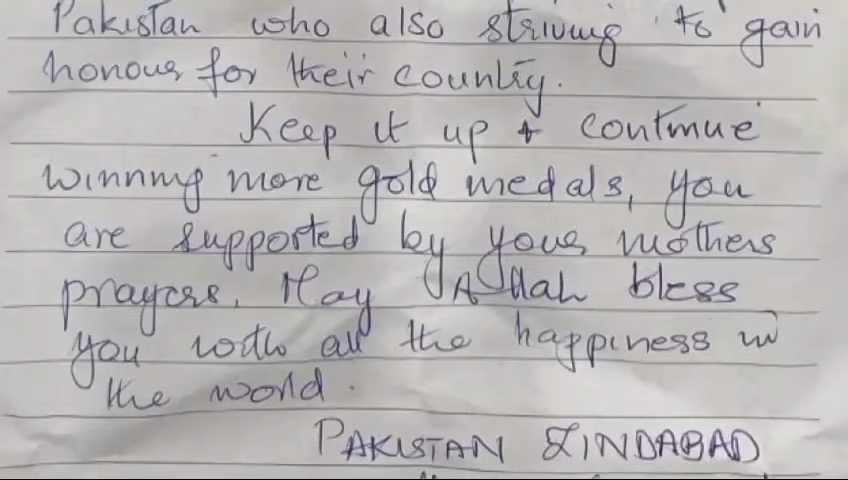 Pakistan who also striving to gain
honour for their country.
Keep it up & continue
winning more gold medals, you
are supported by your mothers
prayers. May Allah bless
you with all the happiness in
the world.
PAKISTAN ZINDABAD